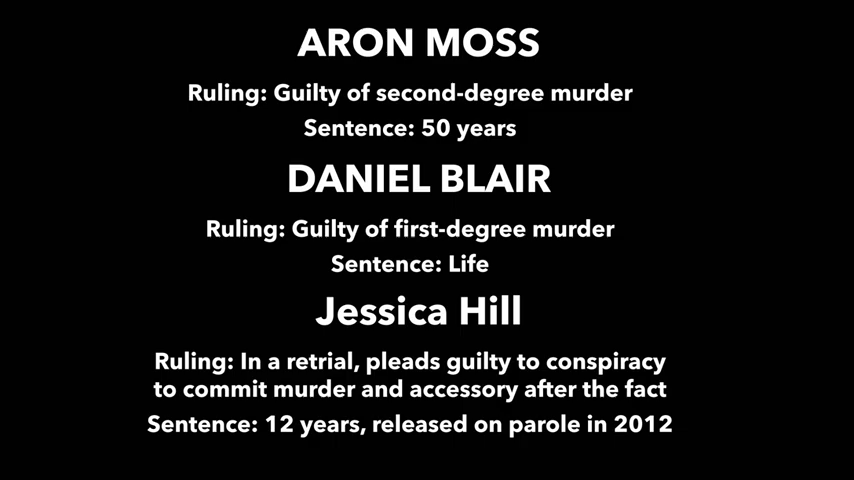 ARON MOSS
Ruling: Guilty of second-degree murder
Sentence: 50 years
DANIEL BLAIR
Ruling: Guilty of first-degree murder
Sentence: Life
Jessica Hill
Ruling: In a retrial, pleads guilty to conspiracy
to commit murder and accessory after the fact
Sentence: 12 years, released on parole in 2012